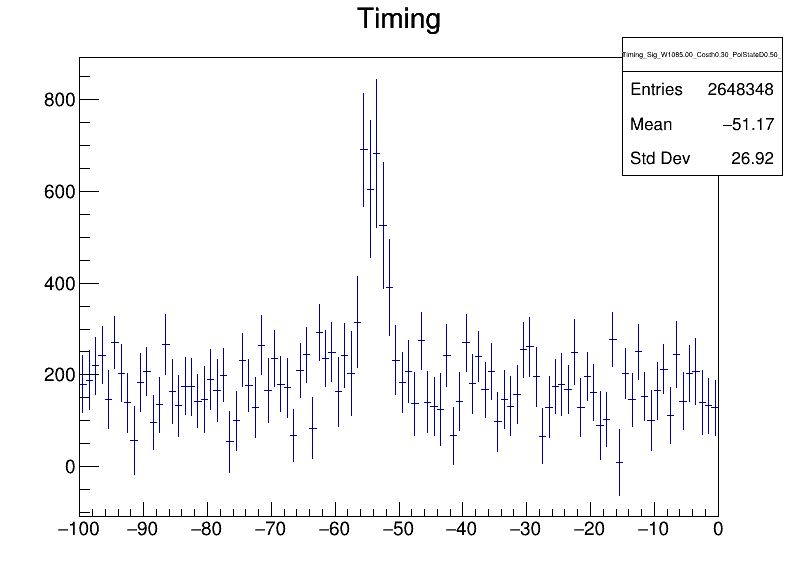 Timing
Timing_Sig_W1085.00_Costh0.30_PolStateD0.50_
Entries 2648348
Mean −51.17
Std Dev 26.92
800
600
400
200
0
−100 −90 −80 −70 −60 −50 −40 −30 −20 −10 0